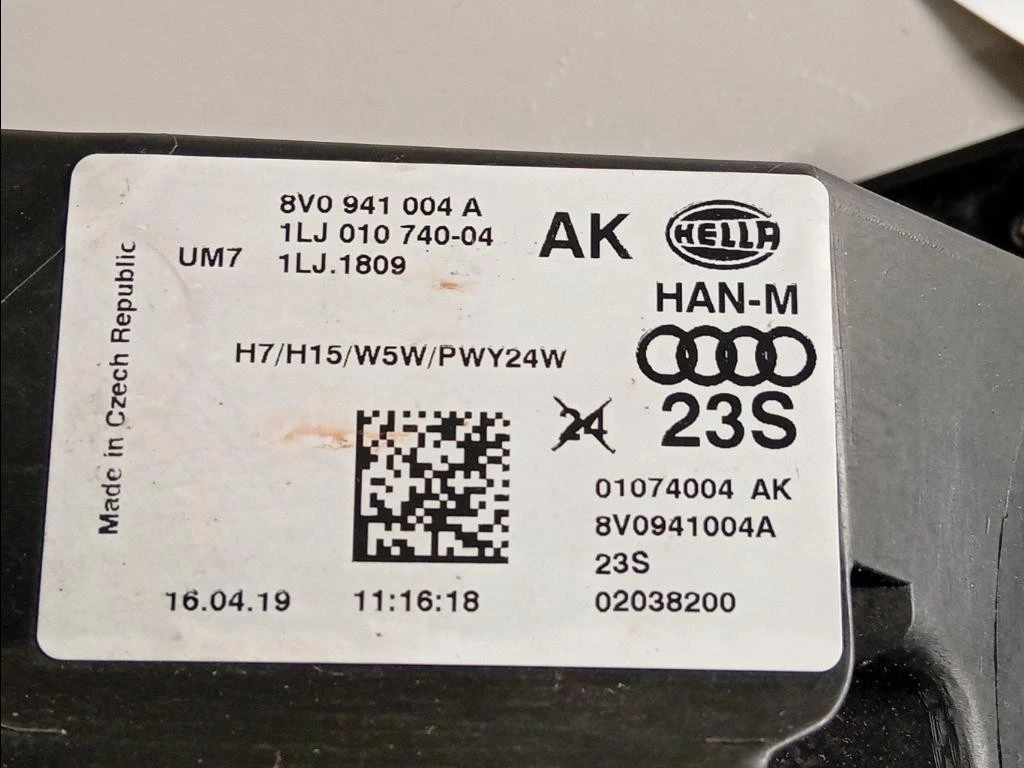 8V0 941 004 A
1LJ 010 740-04
UM7 1LJ.1809
AK
HELLA
HAN-M
H7/H15/W5W/PWY24W
24
23S
01074004 AK
8V0941004A
23S
02038200
16.04.19 11:16:18
Made in Czech Republic